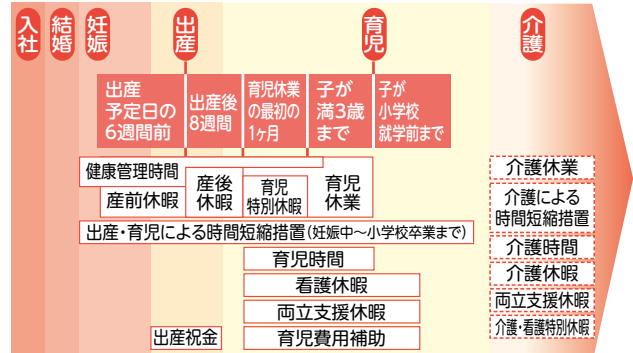 入社
結婚
妊娠
出産
育児
介護
出産
予定日の
6週間前
出産後
8週間
育児休業
の最初の
1ヶ月
子が
満3歳
まで
子が
小学校
就学前まで
健康管理時間
産前休暇
産後
休暇
育児
特別休暇
育児
休業
出産・育児による時間短縮措置(妊娠中～小学校卒業まで)
育児時間
看護休暇
両立支援休暇
出産祝金
育児費用補助
介護休業
介護による
時間短縮措置
介護時間
介護休暇
両立支援休暇
介護・看護特別休暇